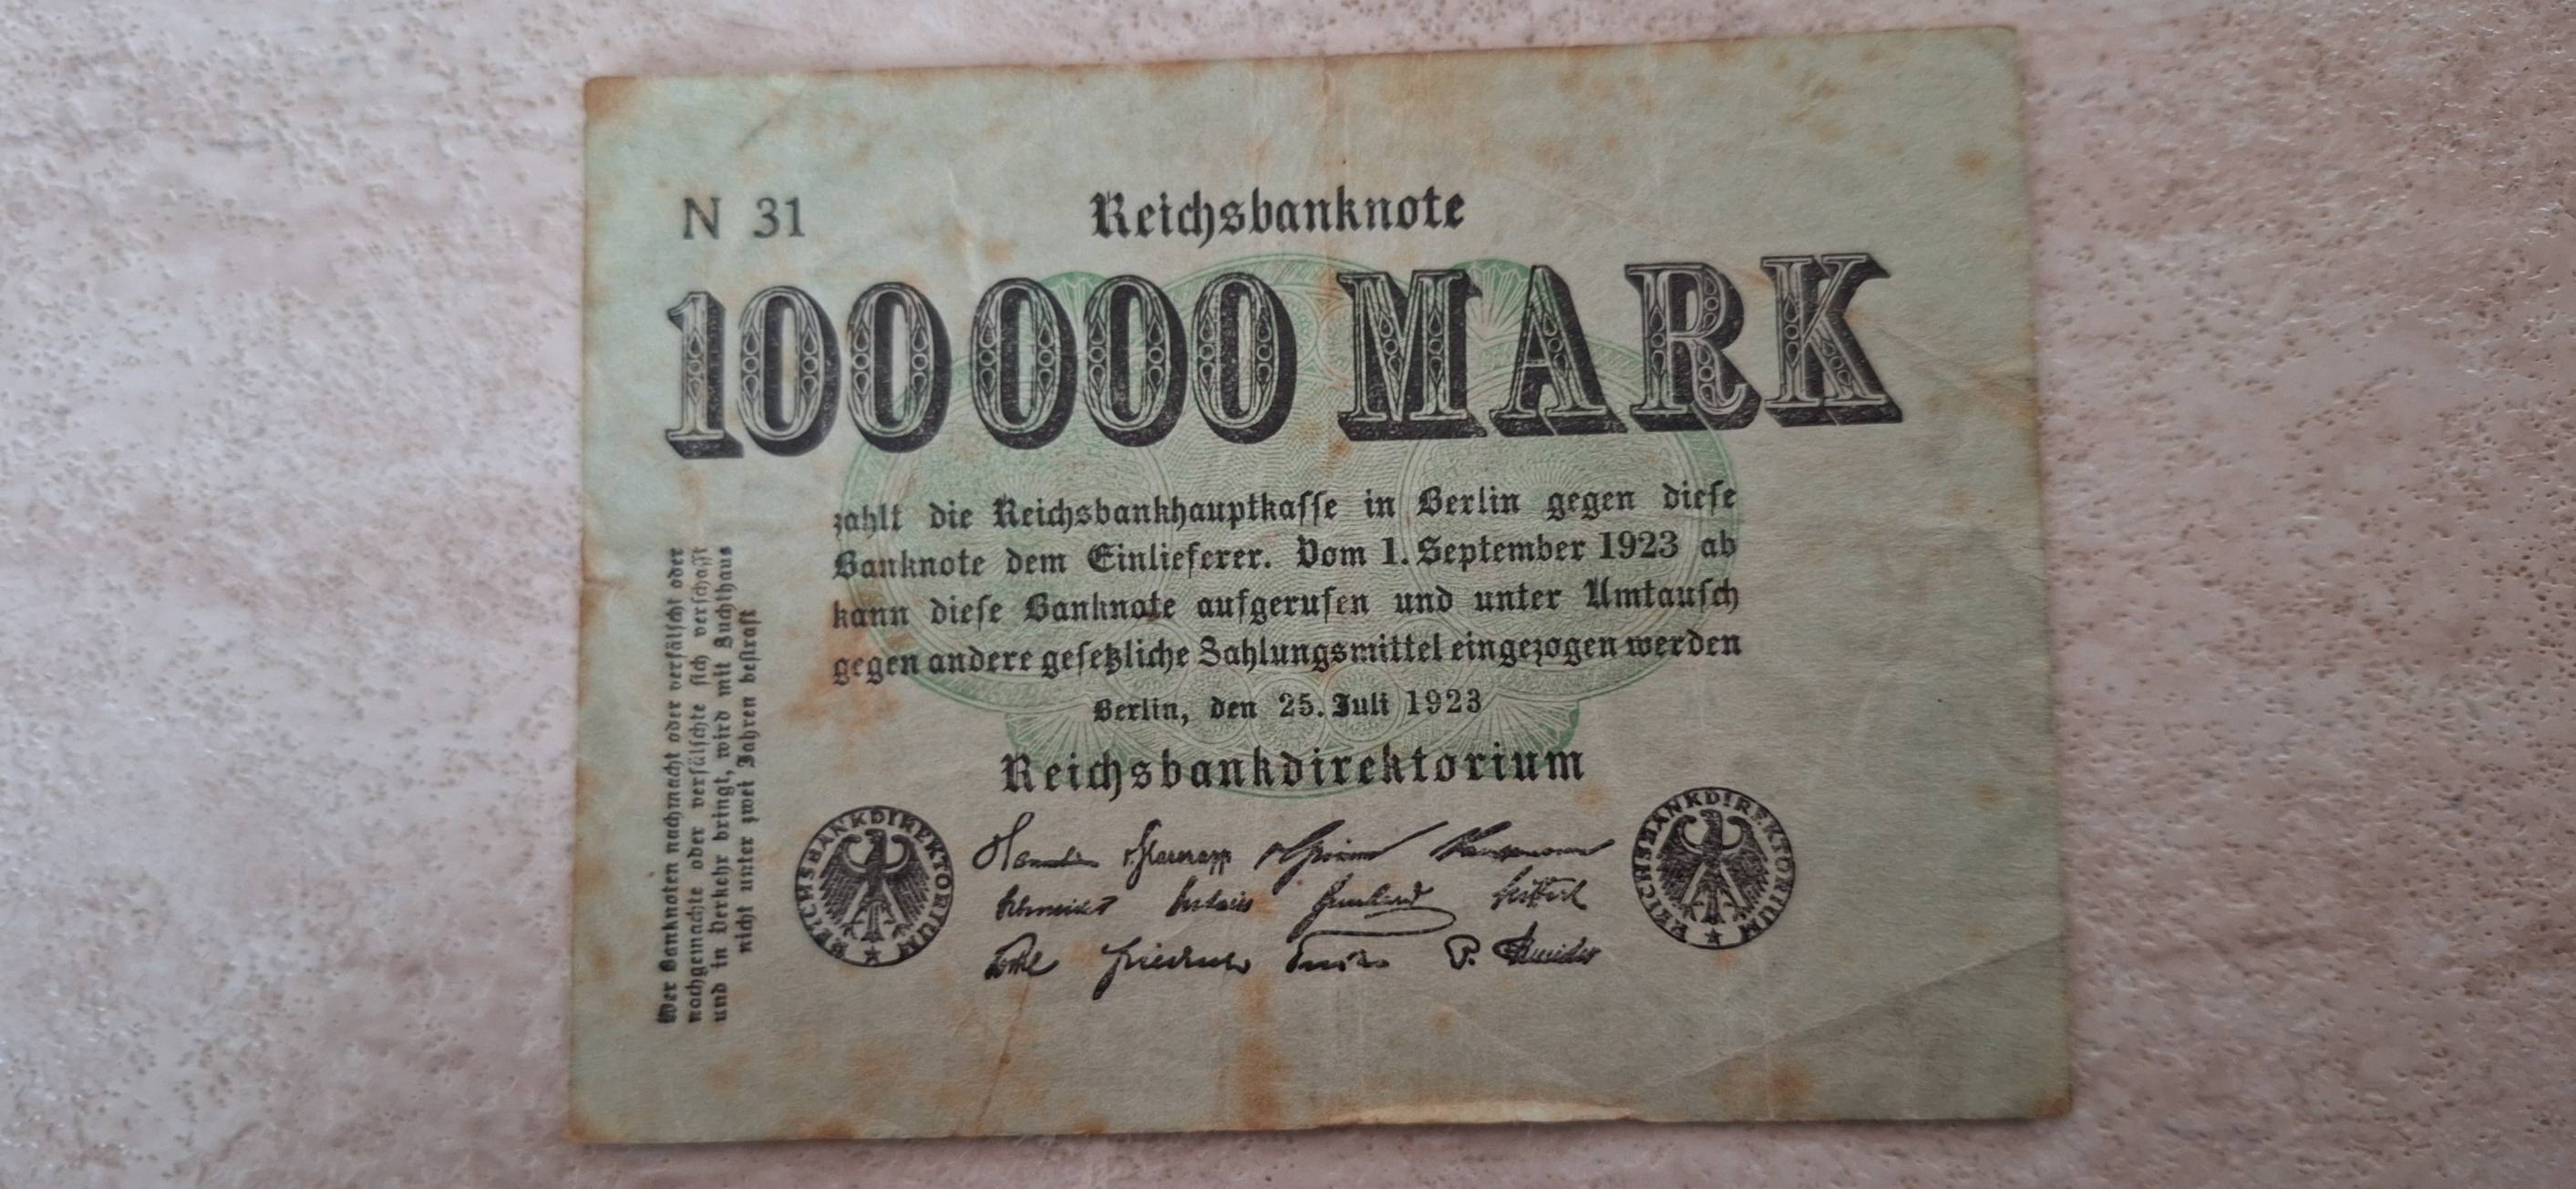 N 31
Reichsbanknote
100000 MARK
zahlt die Reichsbankhauptkaſſe in Berlin gegen dieſe
Banknote dem Einlieferer. Vom 1. September 1923 ab
kann dieſe Banknote aufgerufen und unter Umtauſch
gegen andere geſetzliche Zahlungsmittel eingezogen werden
Berlin, den 25. Juli 1923
Reichsbankdirektorium
Wer Banknoten nachmacht oder verfälſcht oder
nachgemachte oder verfälſchte ſich verſchafft
und in Verkehr bringt, wird mit Zuchthaus
nicht unter zwei Jahren beſtraft
REICHSBANKDIREKTORIUM
REICHSBANKDIREKTORIUM